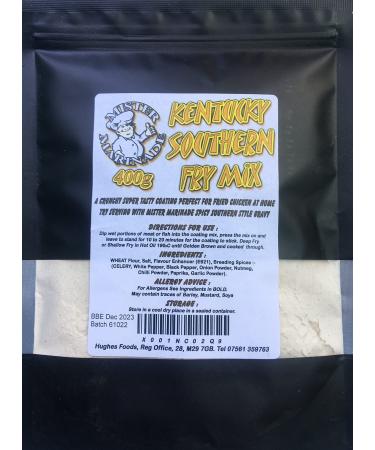 MISTER
MARINADE
400g
KENTUCKY
SOUTHERN
FRY MIX
A CRUNCHY SUPER TASTY COATING PERFECT FOR FRIED CHICKEN AT HOME
TRY SERVING WITH MISTER MARINADE SPICY SOUTHERN STYLE GRAVY
DIRECTIONS FOR USE :
Dip wet portions of meat or fish into the coating mix, press the mix on and
leave to stand for 10 to 20 minutes for the coating to stick. Deep Fry
or Shallow Fry in Hot Oil 190oC until Golden Brown and cooked through.
INGREDIENTS :
WHEAT Flour, Salt, Flavour Enhancer (E621), Breading Spices -
(CELERY, White Pepper, Black Pepper, Onion Powder, Nutmeg,
Chilli Powder, Paprika, Garlic Powder).
ALLERGY ADVICE :
For Allergens See Ingredients in BOLD.
May contain traces of Barley, Mustard, Soya
STORAGE :
Store in a cool dry place in a sealed container.
BBE Dec 2023
Batch 61022
X001NC02Q9
Hughes Foods, Reg Office, 28, M29 7GB. Tel 07561 359763